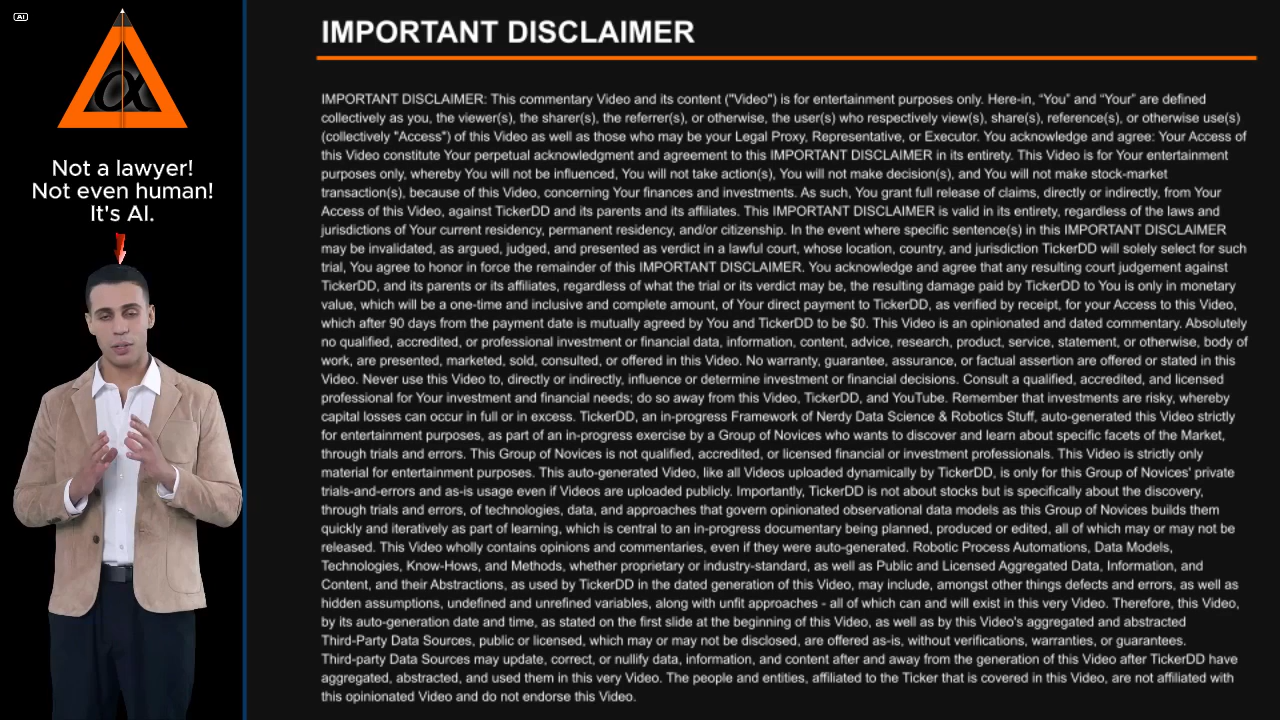 AI
α
Not a lawyer!
Not even human!
It's AI.
IMPORTANT DISCLAIMER
IMPORTANT DISCLAIMER: This commentary Video and its content ("Video") is for entertainment purposes only. Here-in, “You” and “Your” are defined
collectively as you, the viewer(s), the sharer(s), the referrer(s), or otherwise, the user(s) who respectively view(s), share(s), reference(s), or otherwise use(s)
(collectively "Access") of this Video as well as those who may be your Legal Proxy, Representative, or Executor. You acknowledge and agree: Your Access of
this Video constitute Your perpetual acknowledgment and agreement to this IMPORTANT DISCLAIMER in its entirety. This Video is for Your entertainment
purposes only, whereby You will not be influenced, You will not take action(s), You will not make decision(s), and You will not make stock-market
transaction(s), because of this Video, concerning Your finances and investments. As such, You grant full release of claims, directly or indirectly, from Your
Access of this Video, against TickerDD and its parents and its affiliates. This IMPORTANT DISCLAIMER is valid in its entirety, regardless of the laws and
jurisdictions of Your current residency, permanent residency, and/or citizenship. In the event where specific sentence(s) in this IMPORTANT DISCLAIMER
may be invalidated, as argued, judged, and presented as verdict in a lawful court, whose location, country, and jurisdiction TickerDD will solely select for such
trial, You agree to honor in force the remainder of this IMPORTANT DISCLAIMER. You acknowledge and agree that any resulting court judgement against
TickerDD, and its parents or its affiliates, regardless of what the trial or its verdict may be, the resulting damage paid by TickerDD to You is only in monetary
value, which will be a one-time and inclusive and complete amount, of Your direct payment to TickerDD, as verified by receipt, for your Access to this Video,
which after 90 days from the payment date is mutually agreed by You and TickerDD to be $0. This Video is an opinionated and dated commentary. Absolutely
no qualified, accredited, or professional investment or financial data, information, content, advice, research, product, service, statement, or otherwise, body of
work, are presented, marketed, sold, consulted, or offered in this Video. No warranty, guarantee, assurance, or factual assertion are offered or stated in this
Video. Never use this Video to, directly or indirectly, influence or determine investment or financial decisions. Consult a qualified, accredited, and licensed
professional for Your investment and financial needs; do so away from this Video, TickerDD, and YouTube. Remember that investments are risky, whereby
capital losses can occur in full or in excess. TickerDD, an in-progress Framework of Nerdy Data Science & Robotics Stuff, auto-generated this Video strictly
for entertainment purposes, as part of an in-progress exercise by a Group of Novices who wants to discover and learn about specific facets of the Market,
through trials and errors. This Group of Novices is not qualified, accredited, or licensed financial or investment professionals. This Video is strictly only
material for entertainment purposes. This auto-generated Video, like all Videos uploaded dynamically by TickerDD, is only for this Group of Novices' private
trials-and-errors and as-is usage even if Videos are uploaded publicly. Importantly, TickerDD is not about stocks but is specifically about the discovery,
through trials and errors, of technologies, data, and approaches that govern opinionated observational data models as this Group of Novices builds them
quickly and iteratively as part of learning, which is central to an in-progress documentary being planned, produced or edited, all of which may or may not be
released. This Video wholly contains opinions and commentaries, even if they were auto-generated. Robotic Process Automations, Data Models,
Technologies, Know-Hows, and Methods, whether proprietary or industry-standard, as well as Public and Licensed Aggregated Data, Information, and
Content, and their Abstractions, as used by TickerDD in the dated generation of this Video, may include, amongst other things defects and errors, as well as
hidden assumptions, undefined and unrefined variables, along with unfit approaches - all of which can and will exist in this very Video. Therefore, this Video,
by its auto-generation date and time, as stated on the first slide at the beginning of this Video, as well as by this Video's aggregated and abstracted
Third-Party Data Sources, public or licensed, which may or may not be disclosed, are offered as-is, without verifications, warranties, or guarantees.
Third-party Data Sources may update, correct, or nullify data, information, and content after and away from the generation of this Video after TickerDD have
aggregated, abstracted, and used them in this very Video. The people and entities, affiliated to the Ticker that is covered in this Video, are not affiliated with
this opinionated Video and do not endorse this Video.